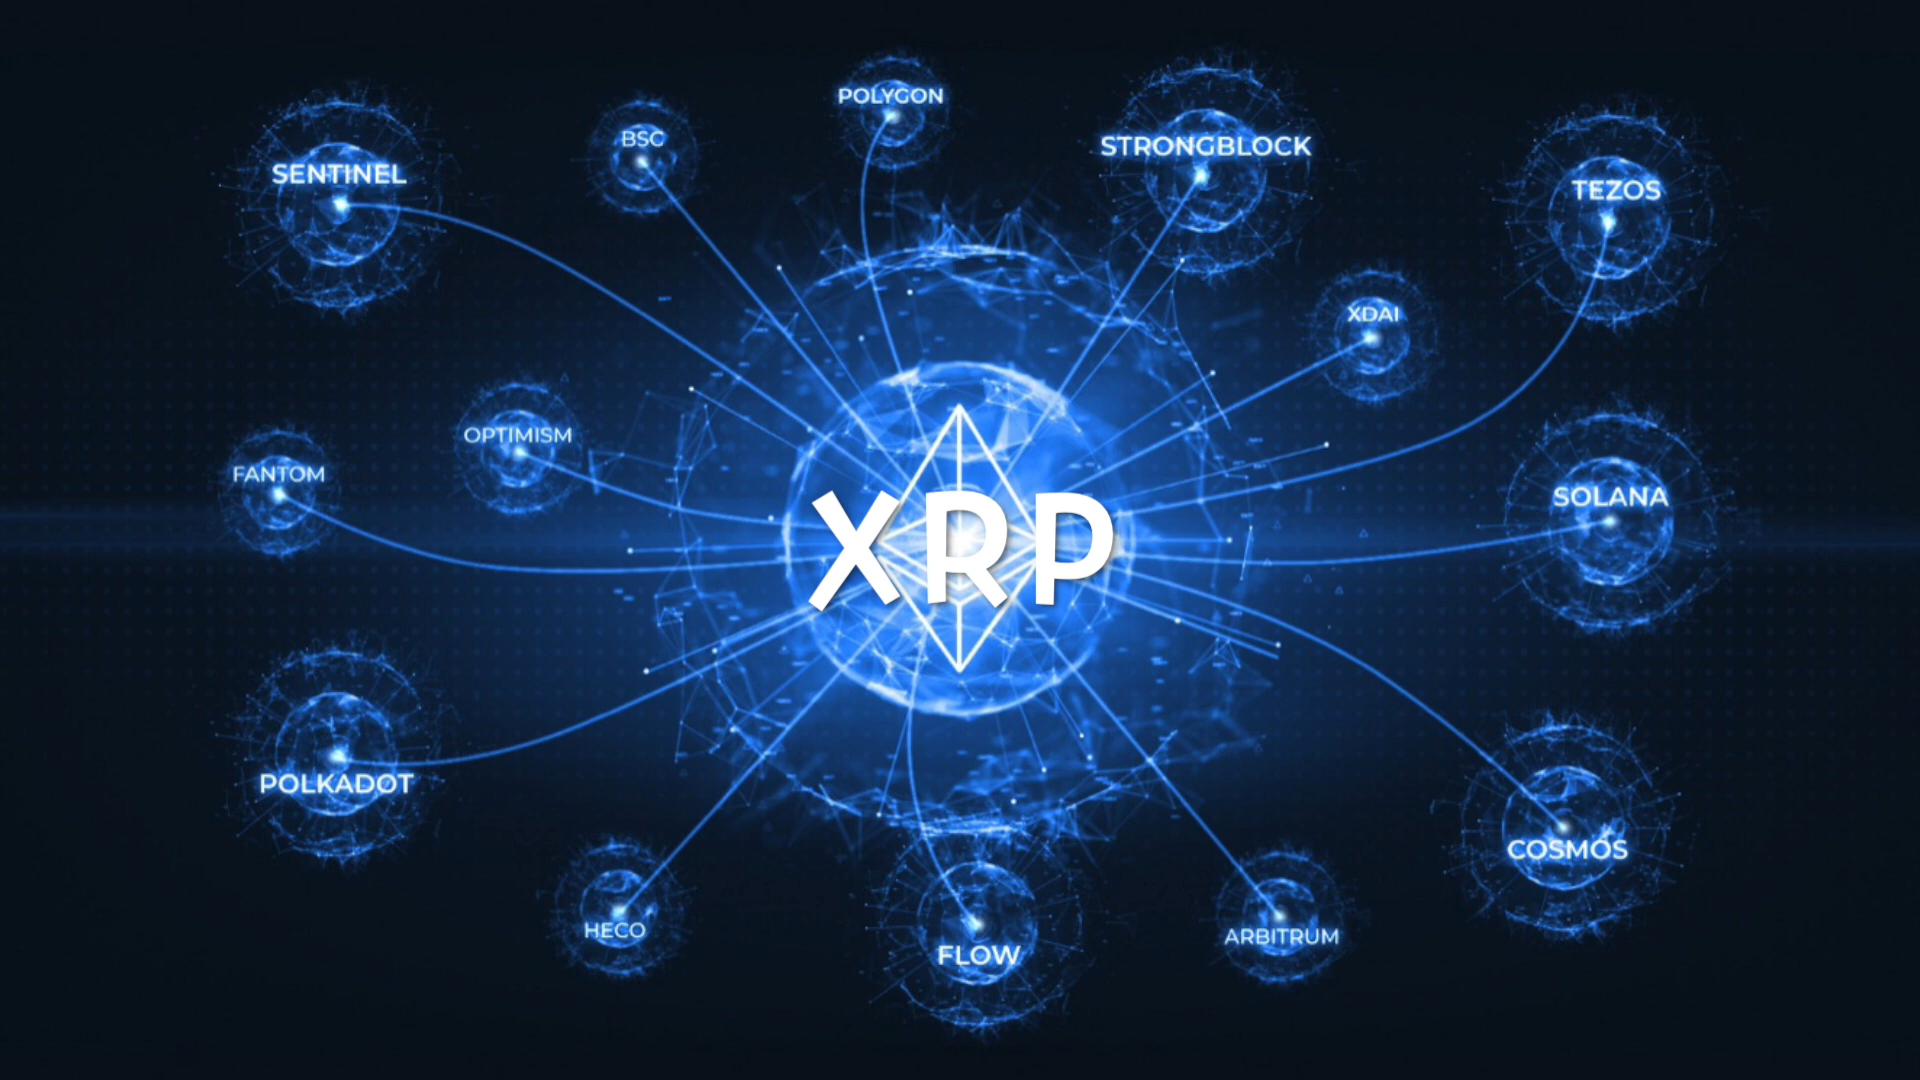 POLYGON
BSC
STRONGBLOCK
SENTINEL
TEZOS
XDAI
OPTIMISM
FANTOM
SOLANA
XRP
POLKADOT
COSMOS
HECO
ARBITRUM
FLOW